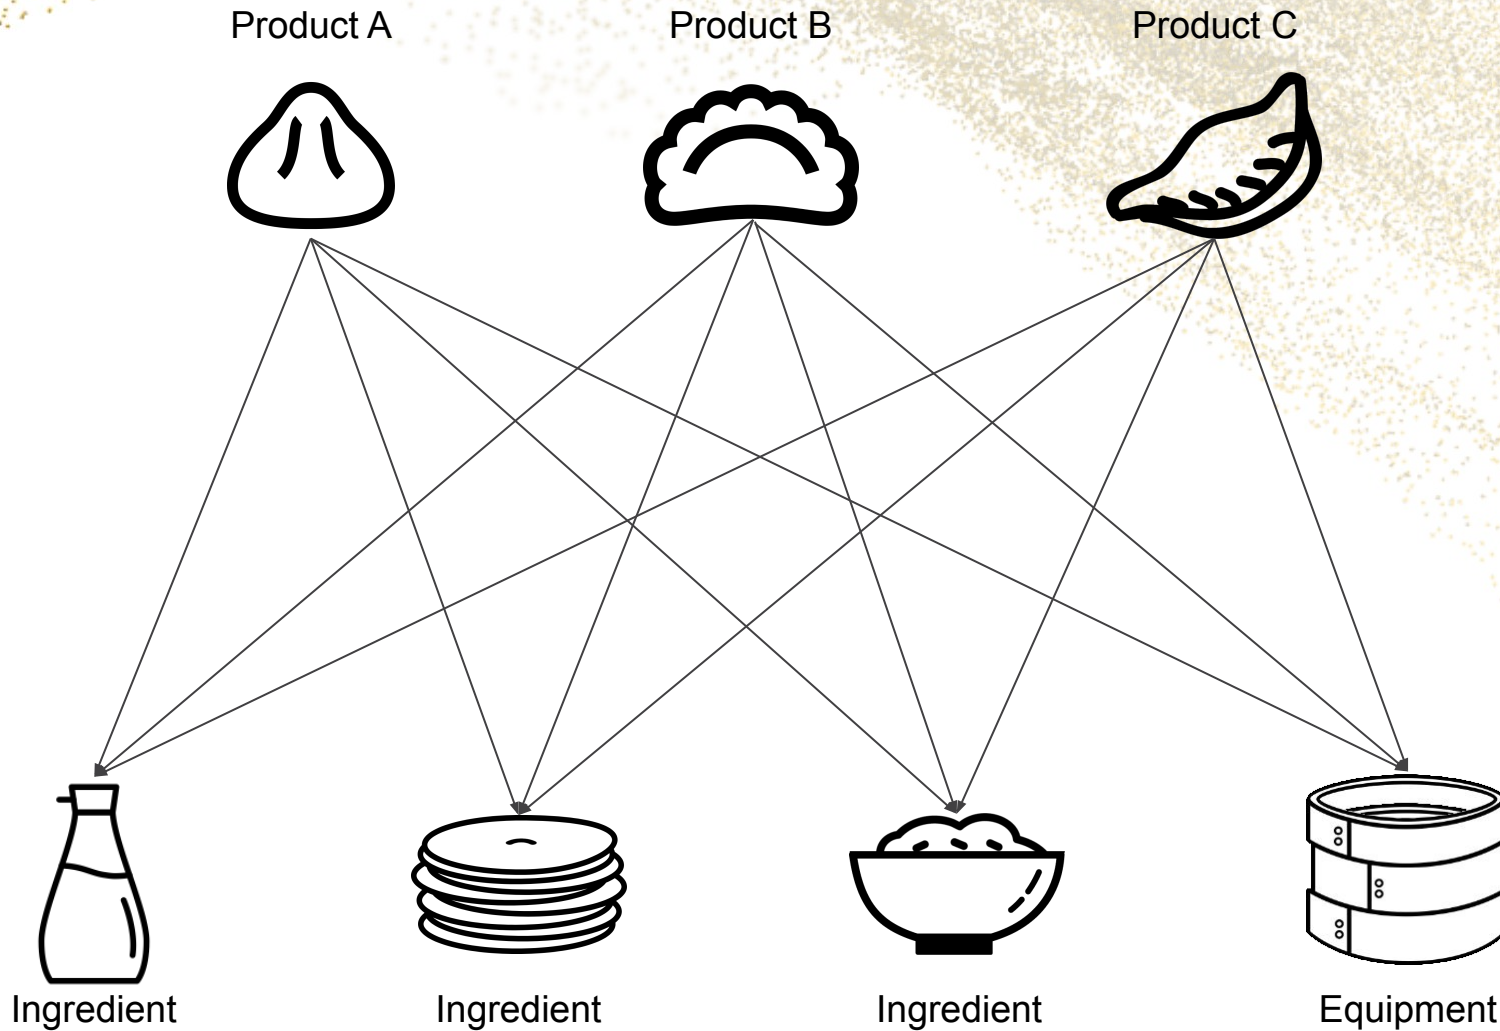 Product A
Product B
Product C
Ingredient
Ingredient
Ingredient
Equipment